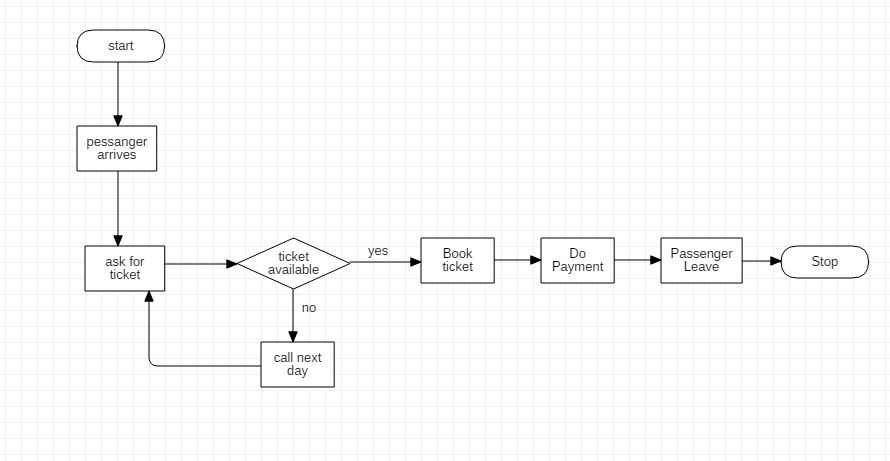 start
pessanger
arrives
ask for
ticket
ticket
available
yes
no
call next
day
Book
ticket
Do
Payment
Passenger
Leave
Stop